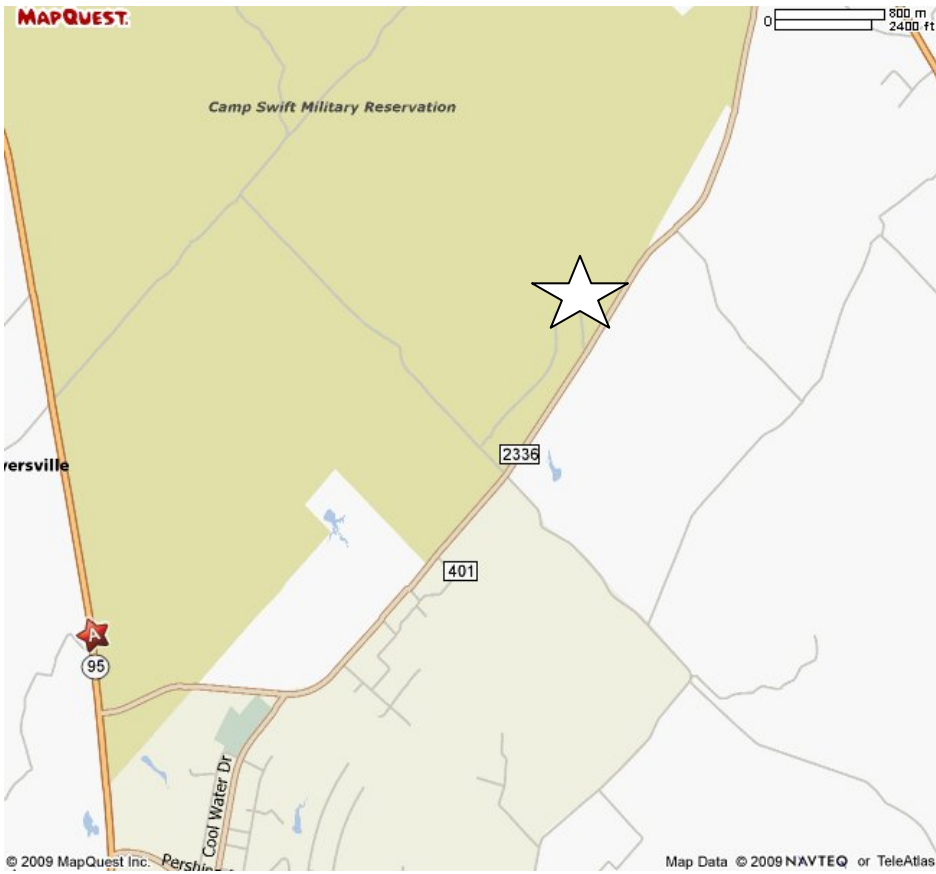 MAPQUEST.
0
800 m
2400 ft
Camp Swift Military Reservation
2336
ersville
401
A
95
Cool Water Dr
Pershing
© 2009 MapQuest Inc.
Map Data © 2009 NAVTEQ or TeleAtlas